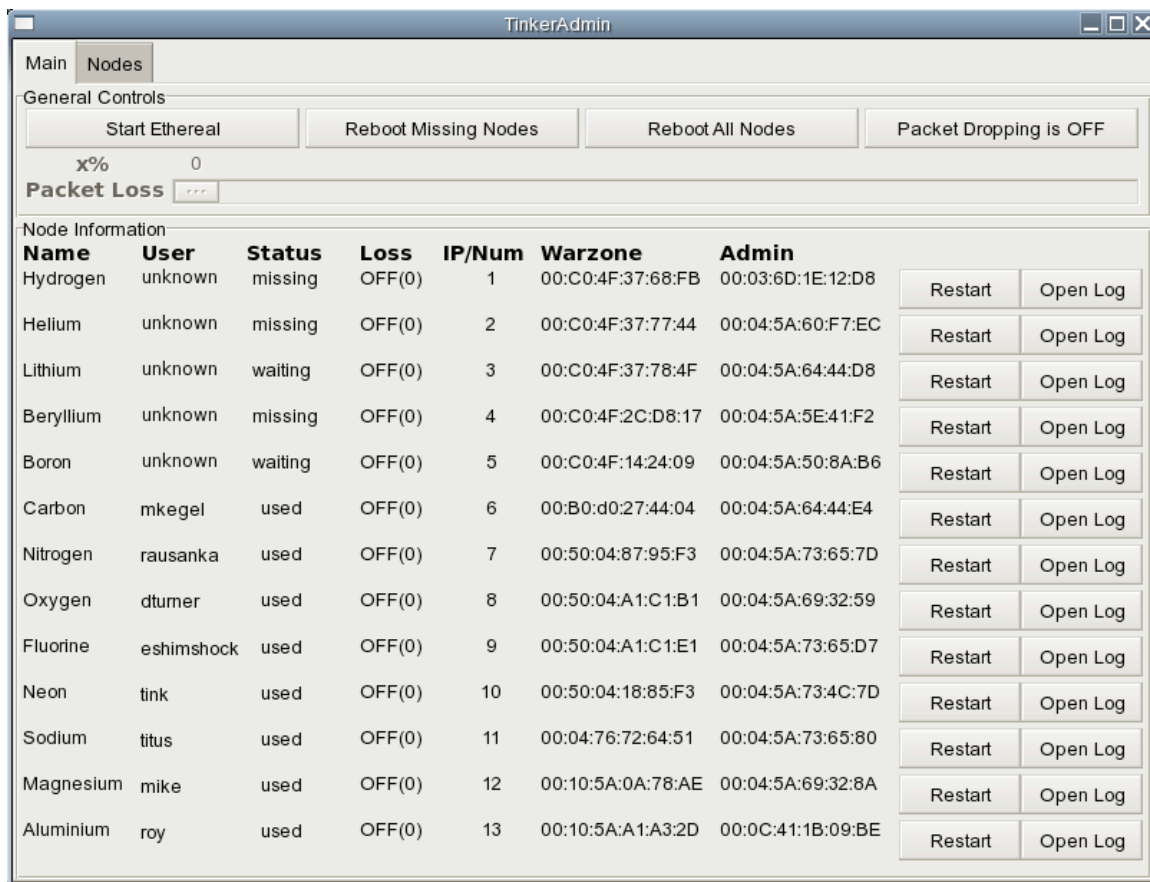 TinkerAdmin
Main Nodes
General Controls
Start Ethereal Reboot Missing Nodes Reboot All Nodes Packet Dropping is OFF
x% 0
Packet Loss
Node Information
Name User Status Loss IP/Num Warzone Admin
Hydrogen unknown missing OFF(0) 1 00:C0:4F:37:68:FB 00:03:6D:1E:12:D8 Restart Open Log
Helium unknown missing OFF(0) 2 00:C0:4F:37:77:44 00:04:5A:60:F7:EC Restart Open Log
Lithium unknown waiting OFF(0) 3 00:C0:4F:37:78:4F 00:04:5A:64:44:D8 Restart Open Log
Beryllium unknown missing OFF(0) 4 00:C0:4F:2C:D8:17 00:04:5A:5E:41:F2 Restart Open Log
Boron unknown waiting OFF(0) 5 00:C0:4F:14:24:09 00:04:5A:50:8A:B6 Restart Open Log
Carbon mkegel used OFF(0) 6 00:B0:d0:27:44:04 00:04:5A:64:44:E4 Restart Open Log
Nitrogen rausanka used OFF(0) 7 00:50:04:87:95:F3 00:04:5A:73:65:7D Restart Open Log
Oxygen dturner used OFF(0) 8 00:50:04:A1:C1:B1 00:04:5A:69:32:59 Restart Open Log
Fluorine eshimshock used OFF(0) 9 00:50:04:A1:C1:E1 00:04:5A:73:65:D7 Restart Open Log
Neon tink used OFF(0) 10 00:50:04:18:85:F3 00:04:5A:73:4C:7D Restart Open Log
Sodium titus used OFF(0) 11 00:04:76:72:64:51 00:04:5A:73:65:80 Restart Open Log
Magnesium mike used OFF(0) 12 00:10:5A:0A:78:AE 00:04:5A:69:32:8A Restart Open Log
Aluminium roy used OFF(0) 13 00:10:5A:A1:A3:2D 00:0C:41:1B:09:BE Restart Open Log